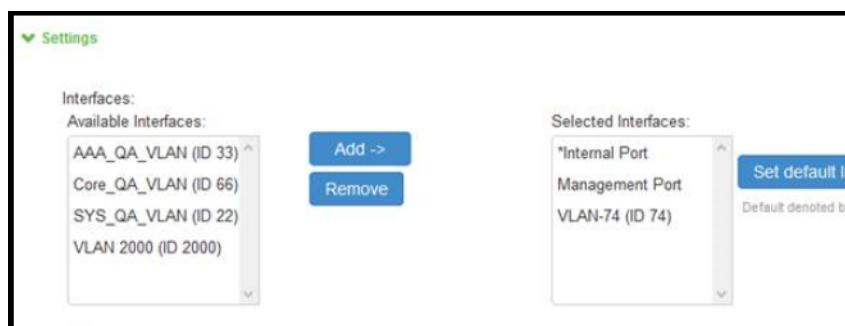 Settings
Interfaces:
Available Interfaces:
AAA_QA_VLAN (ID 33)
Core_QA_VLAN (ID 66)
SYS_QA_VLAN (ID 22)
VLAN 2000 (ID 2000)
Add ->
Remove
Selected Interfaces:
*Internal Port
Management Port
VLAN-74 (ID 74)
Set default
Default denoted